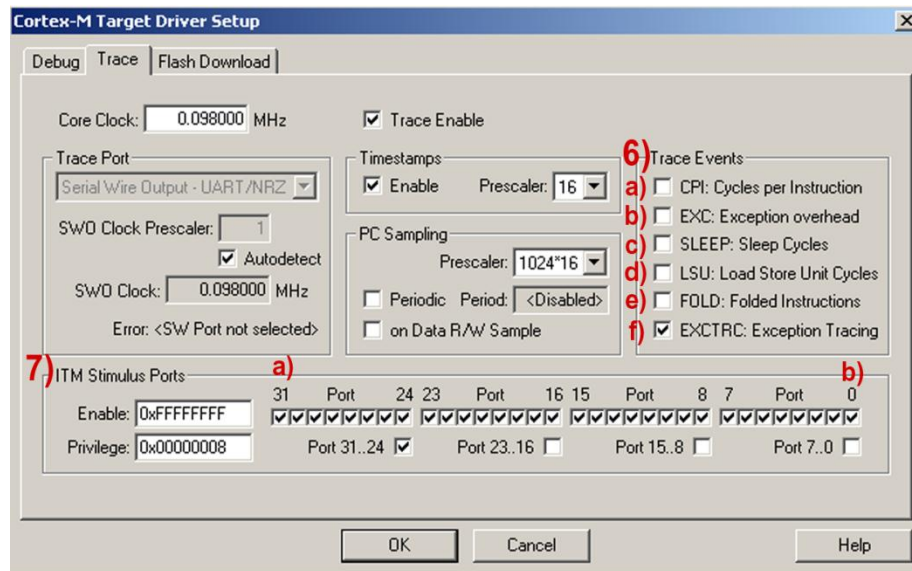 Cortex-M Target Driver Setup
Debug Trace Flash Download
Core Clock: 0.098000 MHz
Trace Enable
Trace Port
Serial Wire Output - UART/NRZ
SWO Clock Prescaler: 1
Autodetect
SWO Clock: 0.098000 MHz
Error: <SW Port not selected>
Timestamps
Enable Prescaler: 16
PC Sampling
Prescaler: 1024*16
Periodic Period: <Disabled>
on Data R/W Sample
6) Trace Events
a) CPI: Cycles per Instruction
b) EXC: Exception overhead
c) SLEEP: Sleep Cycles
d) LSU: Load Store Unit Cycles
e) FOLD: Folded Instructions
f) EXCTRC: Exception Tracing
7) ITM Stimulus Ports
a) b)
31 Port 24 23 Port 16 15 Port 8 7 Port 0
Enable: 0xFFFFFFFF
Privilege: 0x00000008 Port 31..24 Port 23..16 Port 15..8 Port 7..0
OK Cancel Help